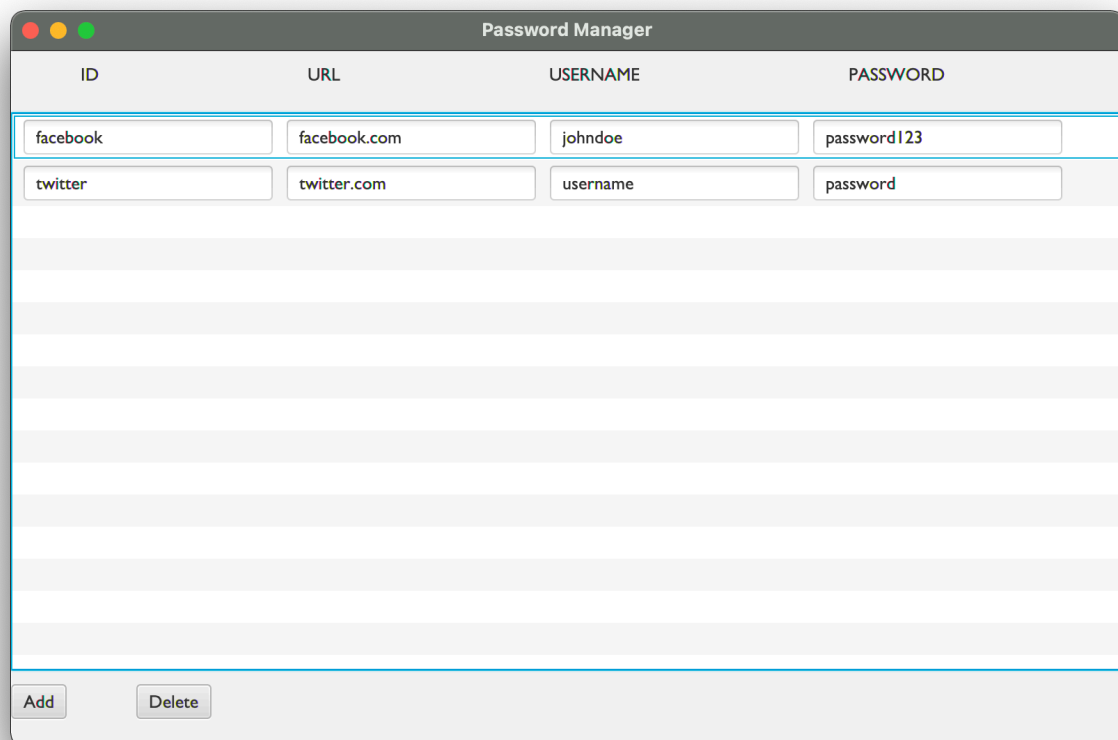 Password Manager
ID URL USERNAME PASSWORD
facebook facebook.com johndoe password123
twitter twitter.com username password
Add Delete